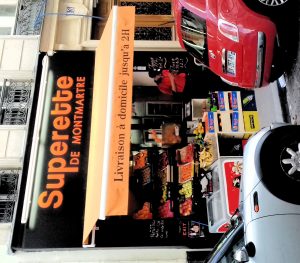 Superette
DE MONTMARTRE
Livraison à domicile jusqu'a 2H